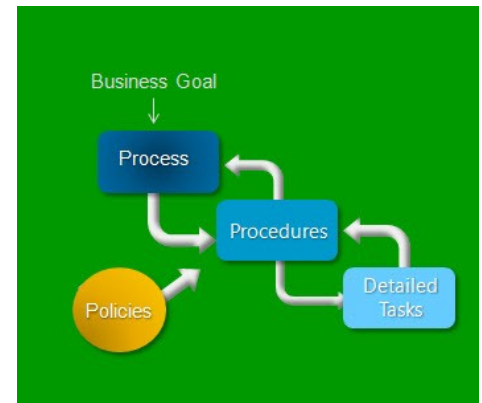 Business Goal
Process
Procedures
Policies
Detailed
Tasks